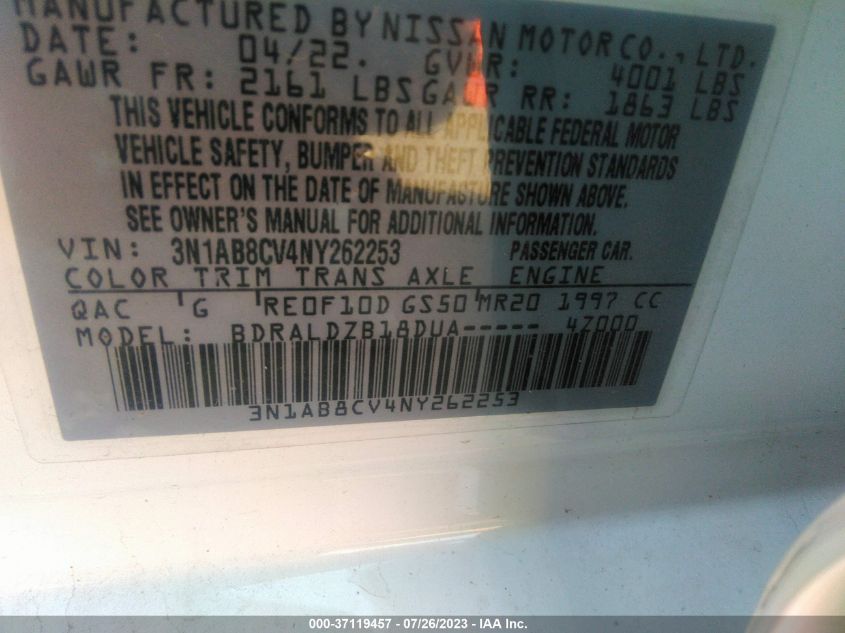 MANUFACTURED BY NISSAN MOTOR CO., LTD.
DATE: 04/22. GVWR: 4001 LBS
GAWR FR: 2161 LBS GAWR RR: 1863 LBS
THIS VEHICLE CONFORMS TO ALL APPLICABLE FEDERAL MOTOR
VEHICLE SAFETY, BUMPER AND THEFT PREVENTION STANDARDS
IN EFFECT ON THE DATE OF MANUFACTURE SHOWN ABOVE.
SEE OWNER'S MANUAL FOR ADDITIONAL INFORMATION.
VIN: 3N1AB8CV4NY262253 PASSENGER CAR.
COLOR TRIM TRANS AXLE ENGINE
QAC G RE0F10D GS50 MR20 1997 CC
MODEL: BDRALDZB18DUA----- 4Z000
3N1AB8CV4NY262253
000-37119457 - 07/26/2023 - IAA Inc.